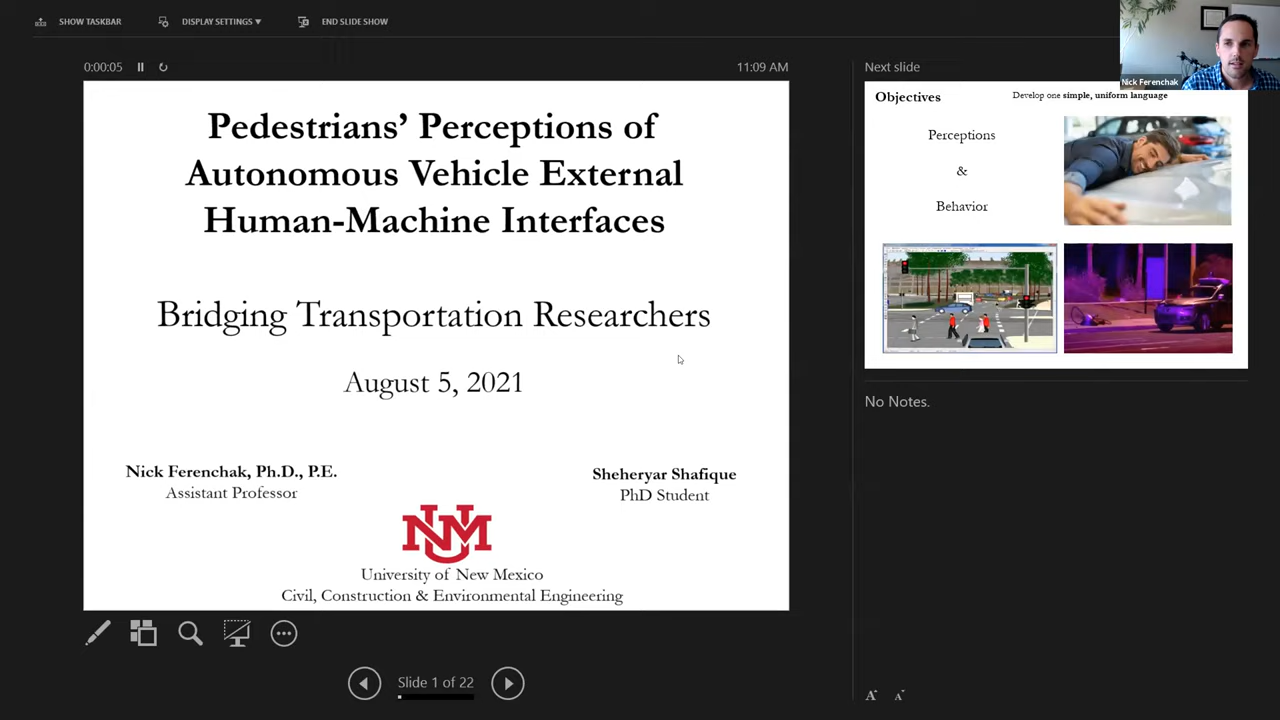 SHOW TASKBAR
DISPLAY SETTINGS ▼
END SLIDE SHOW
0:00:05
11:09 AM
Pedestrians' Perceptions of
Autonomous Vehicle External
Human-Machine Interfaces
Bridging Transportation Researchers
August 5, 2021
Nick Ferenchak, Ph.D., P.E.
Assistant Professor
Sheheryar Shafique
PhD Student
UNM
University of New Mexico
Civil, Construction & Environmental Engineering
Slide 1 of 22
Next slide
Nick Ferenchak
Objectives
Develop one simple, uniform language
Perceptions
&
Behavior
No Notes.
A A